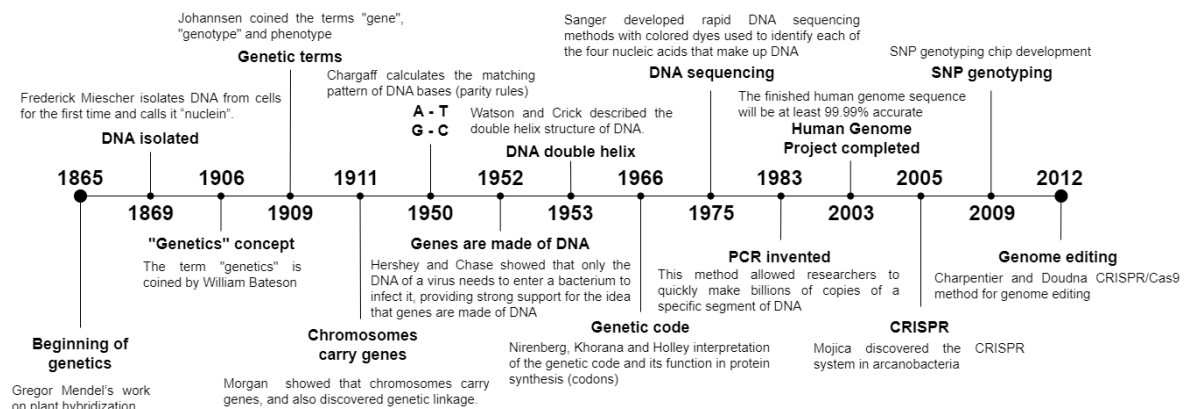 Johannsen coined the terms "gene",
"genotype" and phenotype
Genetic terms
Sanger developed rapid DNA sequencing
methods with colored dyes used to identify each of
the four nucleic acids that make up DNA
DNA sequencing
SNP genotyping chip development
SNP genotyping
Frederick Miescher isolates DNA from cells
for the first time and calls it “nuclein”.
DNA isolated
Chargaff calculates the matching
pattern of DNA bases (parity rules)
A - T
G - C
Watson and Crick described the
double helix structure of DNA.
DNA double helix
The finished human genome sequence
will be at least 99.99% accurate
Human Genome
Project completed
1865
1906
1911
1952
1966
1983
2005
2012
1869
1909
1950
1953
1975
2003
2009
"Genetics" concept
The term "genetics" is
coined by William Bateson
Genes are made of DNA
Hershey and Chase showed that only the
DNA of a virus needs to enter a bacterium to
infect it, providing strong support for the idea
that genes are made of DNA
PCR invented
This method allowed researchers to
quickly make billions of copies of a
specific segment of DNA
Genome editing
Charpentier and Doudna CRISPR/Cas9
method for genome editing
Beginning of
genetics
Gregor Mendel’s work
on plant hybridization
Chromosomes
carry genes
Morgan showed that chromosomes carry
genes, and also discovered genetic linkage.
Genetic code
Nirenberg, Khorana and Holley interpretation
of the genetic code and its function in protein
synthesis (codons)
CRISPR
Mojica discovered the CRISPR
system in arcanobacteria